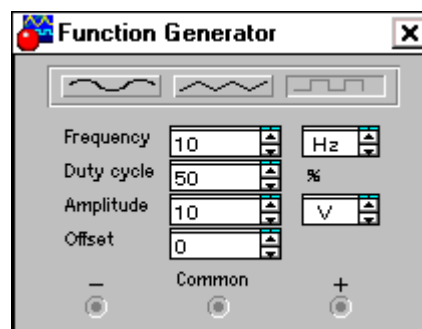 Function Generator
Frequency 10 Hz
Duty cycle 50 %
Amplitude 10 V
Offset 0
− Common +